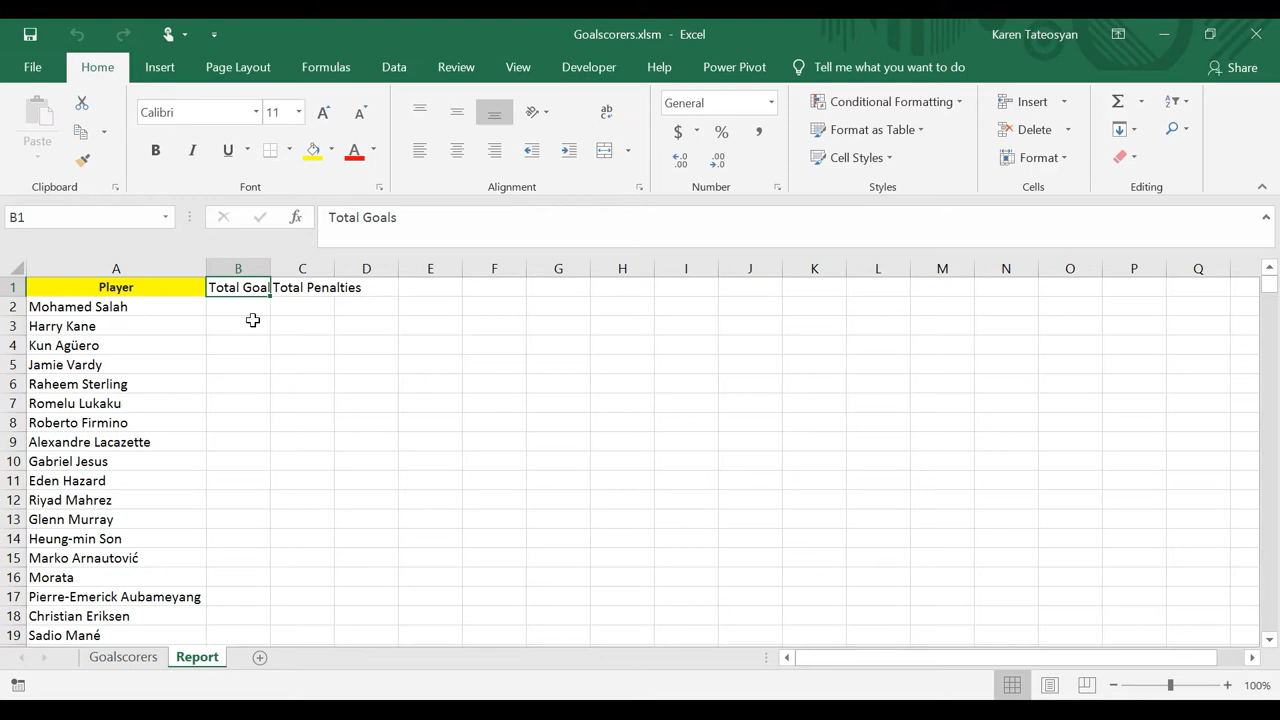 Goalscorers.xlsm - Excel
Karen Tateosyan
File Home Insert Page Layout Formulas Data Review View Developer Help Power Pivot Tell me what you want to do Share
Paste
Calibri 11
B I U A
ab
c
General
$ % ,
.00
.00
Conditional Formatting
Format as Table
Cell Styles
Insert
Delete
Format
Σ
Clipboard Font Alignment Number Styles Cells Editing
B1 fx Total Goals
A B C D E F G H I J K L M N O P Q
1 Player Total Goal Total Penalties
2 Mohamed Salah
3 Harry Kane
4 Kun Agüero
5 Jamie Vardy
6 Raheem Sterling
7 Romelu Lukaku
8 Roberto Firmino
9 Alexandre Lacazette
10 Gabriel Jesus
11 Eden Hazard
12 Riyad Mahrez
13 Glenn Murray
14 Heung-min Son
15 Marko Arnautović
16 Morata
17 Pierre-Emerick Aubameyang
18 Christian Eriksen
19 Sadio Mané
Goalscorers Report
100%